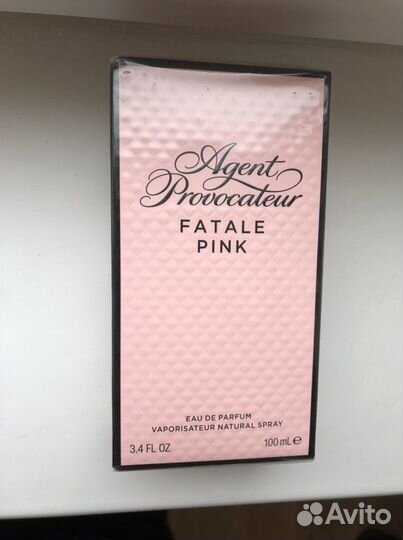 Agent
Provocateur
FATALE
PINK
EAU DE PARFUM
VAPORISATEUR NATURAL SPRAY
3.4 FL OZ 100 mL℮
Avito